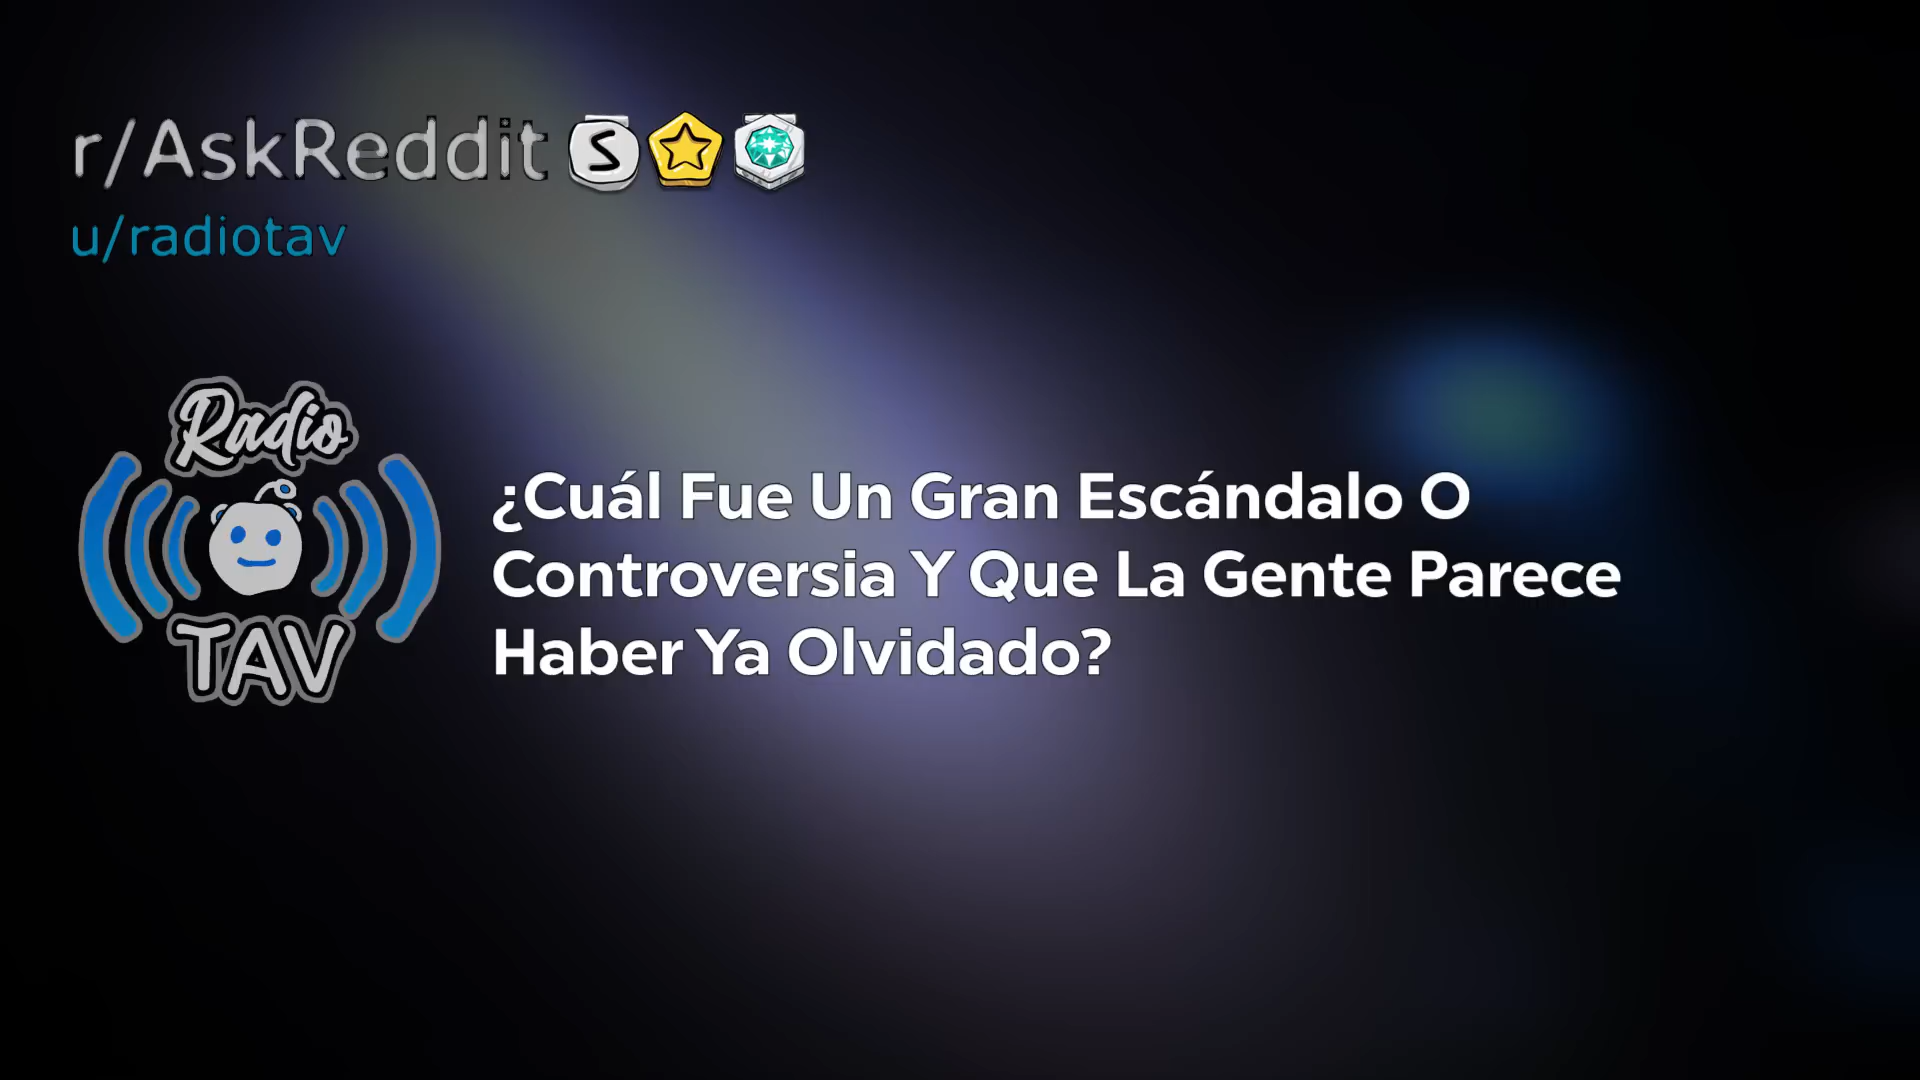 r/AskReddit
u/radiotav
Radio
TAV
¿Cuál Fue Un Gran Escándalo O
Controversia Y Que La Gente Parece
Haber Ya Olvidado?